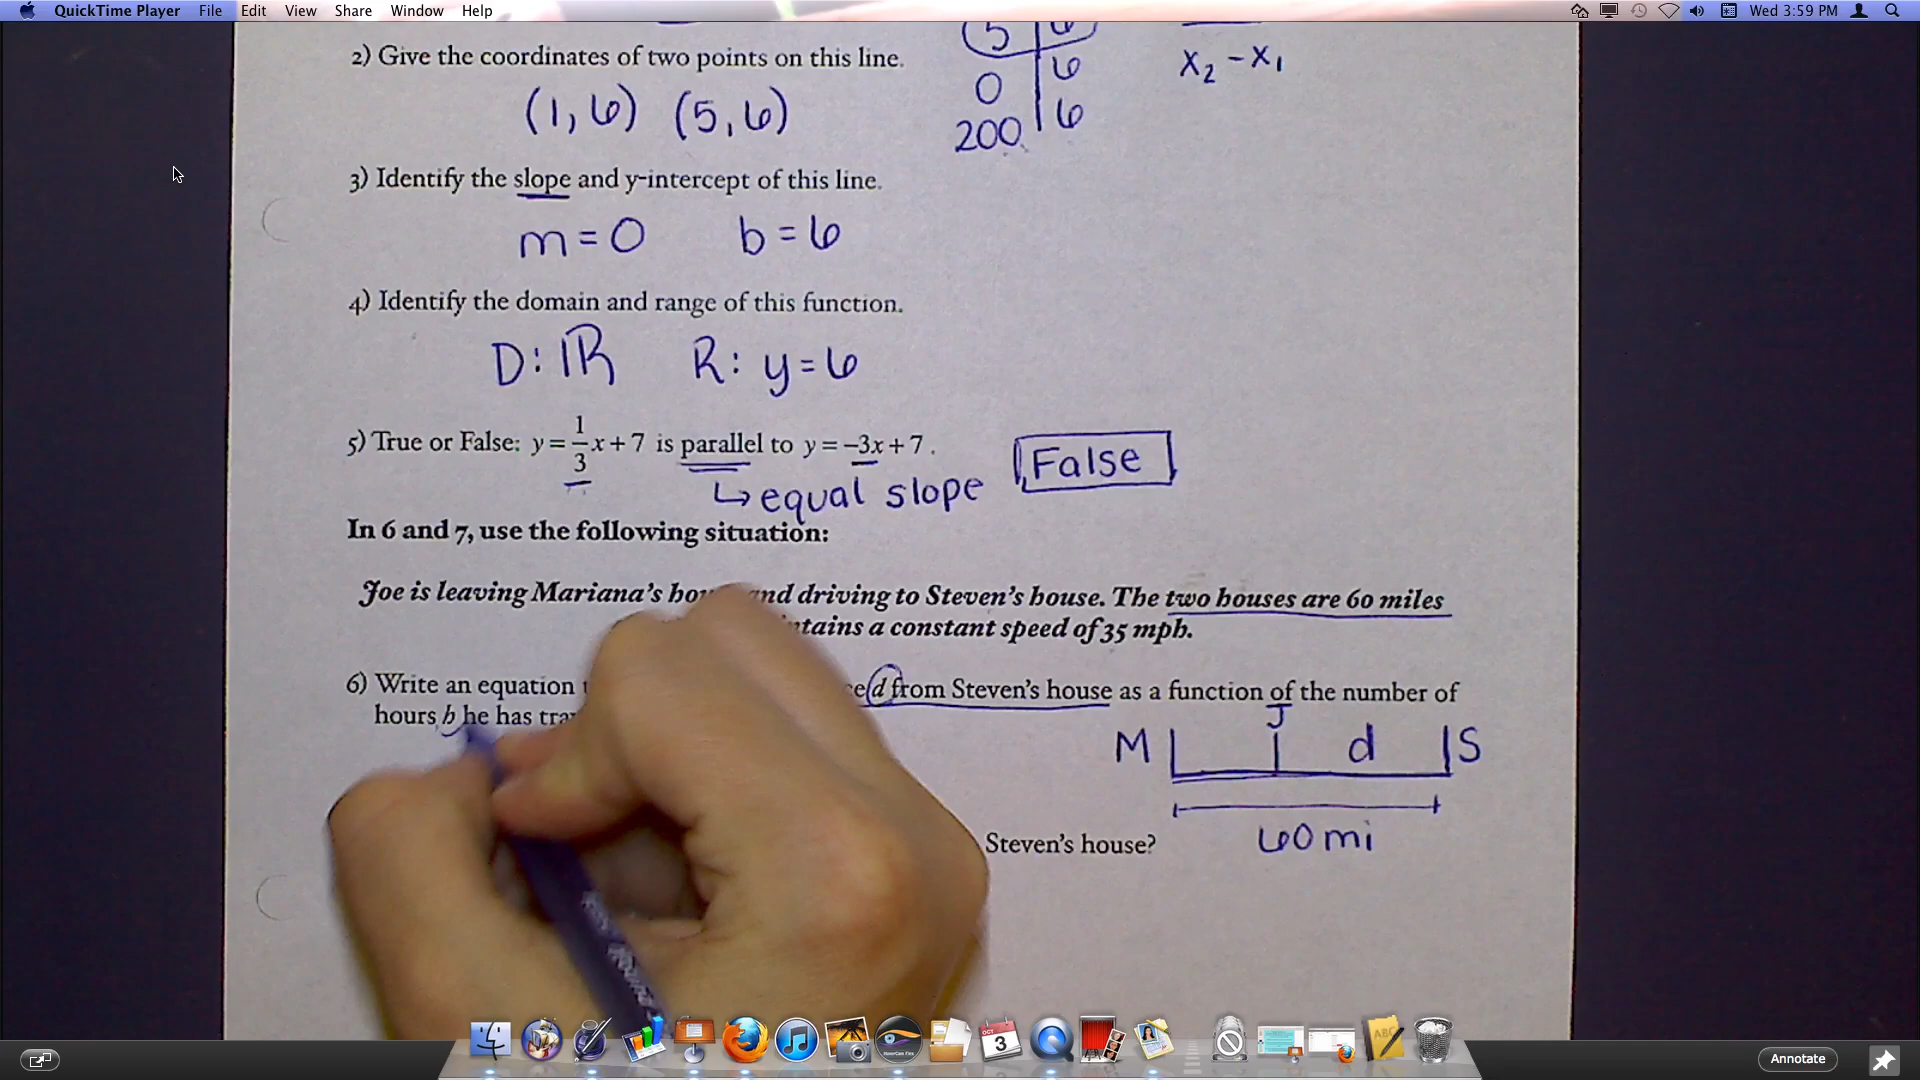 QuickTime Player File Edit View Share Window Help Wed 3:59 PM
5 6
2) Give the coordinates of two points on this line.
0 6
x₂ - x₁
(1, 6) (5, 6)
200 6
3) Identify the slope and y-intercept of this line.
m = 0 b = 6
4) Identify the domain and range of this function.
D: ℝ R: y = 6
5) True or False: y = 1/3 x + 7 is parallel to y = -3x + 7. False
↳ equal slope
In 6 and 7, use the following situation:
Joe is leaving Mariana's and driving to Steven's house. The two houses are 60 miles
a constant speed of 35 mph.
6) Write an equation d from Steven's house as a function of the number of
hours h he has
J
M d S
60 mi
Steven's house?
OCT
3
ABC
Annotate